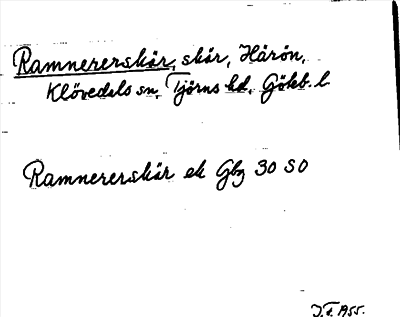 Ramnererskär, skär, Härön,
Klövedals sn, Tjörns hd, Göteb. l.
Ramnererskär ek Gbg 30 SO
J.E. 1955.